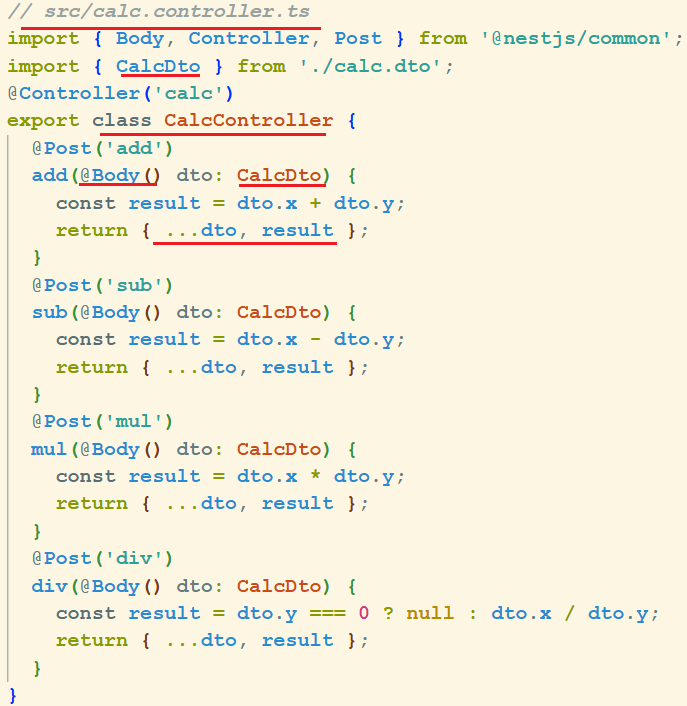 // src/calc.controller.ts
import { Body, Controller, Post } from '@nestjs/common';
import { CalcDto } from './calc.dto';
@Controller('calc')
export class CalcController {
  @Post('add')
  add(@Body() dto: CalcDto) {
    const result = dto.x + dto.y;
    return { ...dto, result };
  }
  @Post('sub')
  sub(@Body() dto: CalcDto) {
    const result = dto.x - dto.y;
    return { ...dto, result };
  }
  @Post('mul')
  mul(@Body() dto: CalcDto) {
    const result = dto.x * dto.y;
    return { ...dto, result };
  }
  @Post('div')
  div(@Body() dto: CalcDto) {
    const result = dto.y === 0 ? null : dto.x / dto.y;
    return { ...dto, result };
  }
}